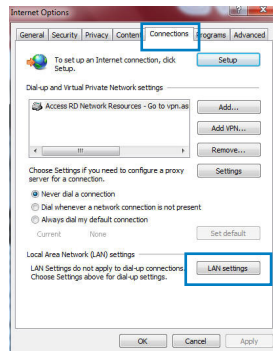 Internet Options
General Security Privacy Content Connections Programs Advanced
To set up an Internet connection, click
Setup.
Setup
Dial-up and Virtual Private Network settings
Access RD Network Resources - Go to vpn.as
Add...
Add VPN...
Remove...
Choose Settings if you need to configure a proxy
server for a connection.
Settings
Never dial a connection
Dial whenever a network connection is not present
Always dial my default connection
Current None
Set default
Local Area Network (LAN) settings
LAN Settings do not apply to dial-up connections.
Choose Settings above for dial-up settings.
LAN settings
OK Cancel Apply